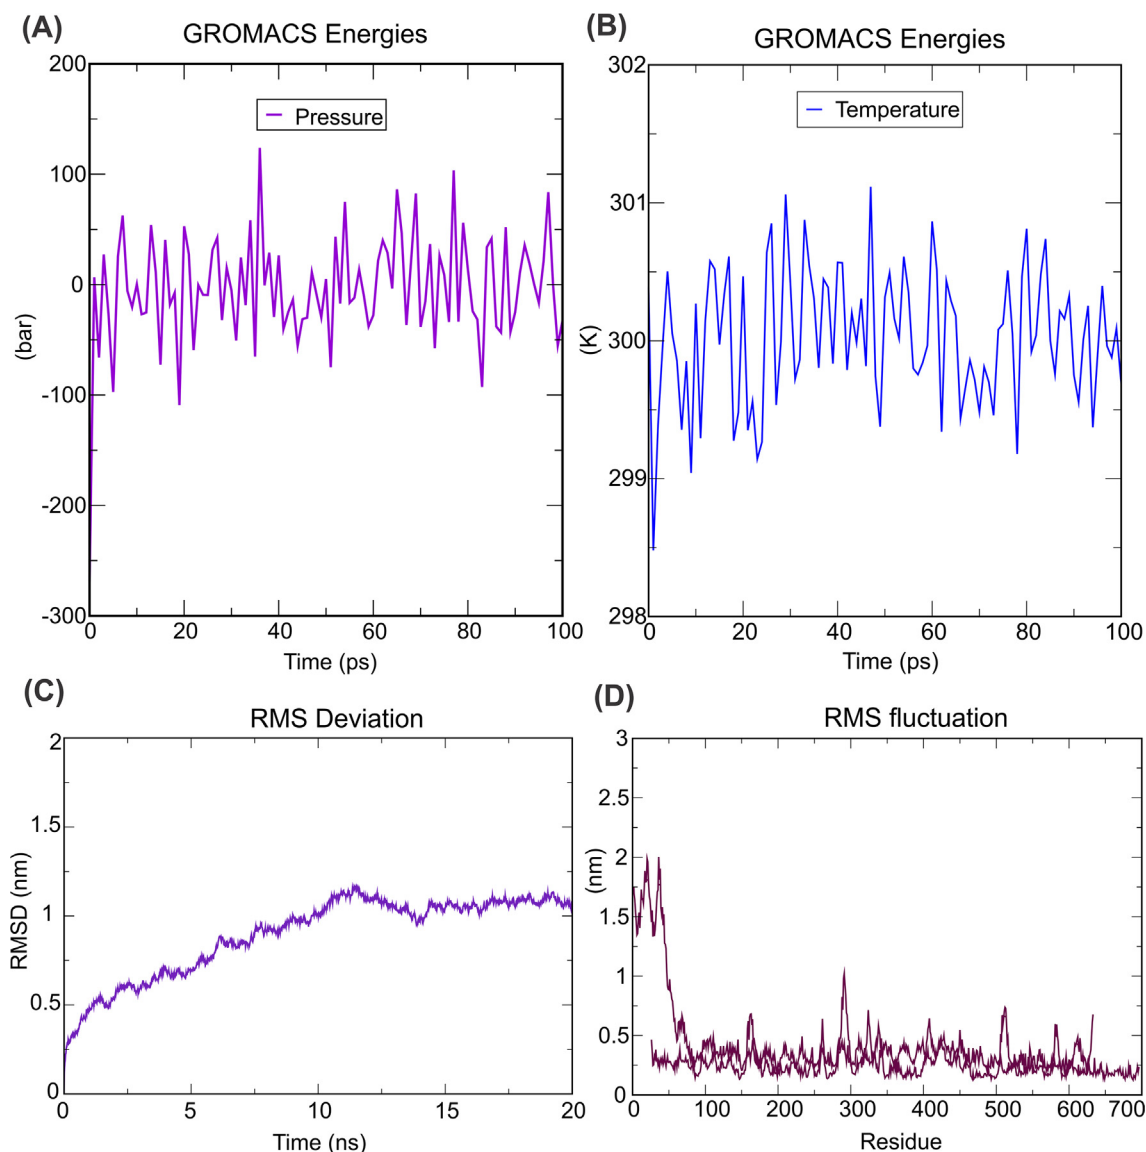 (A)
GROMACS Energies
Pressure
200
100
0
-100
-200
-300
(bar)
0 20 40 60 80 100
Time (ps)
(B)
GROMACS Energies
Temperature
302
301
300
299
298
(K)
0 20 40 60 80 100
Time (ps)
(C)
RMS Deviation
2
1.5
1
0.5
0
RMSD (nm)
0 5 10 15 20
Time (ns)
(D)
RMS fluctuation
3
2.5
2
1.5
1
0.5
0
(nm)
0 100 200 300 400 500 600 700
Residue